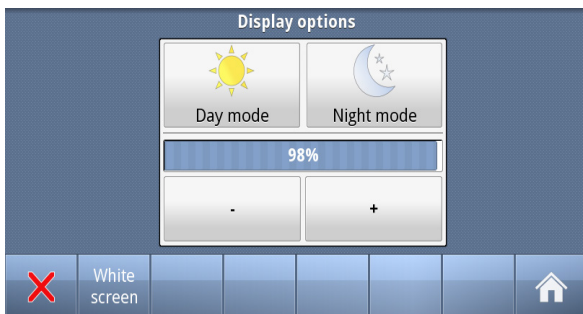 Display options
Day mode
Night mode
98%
-
+
White
screen